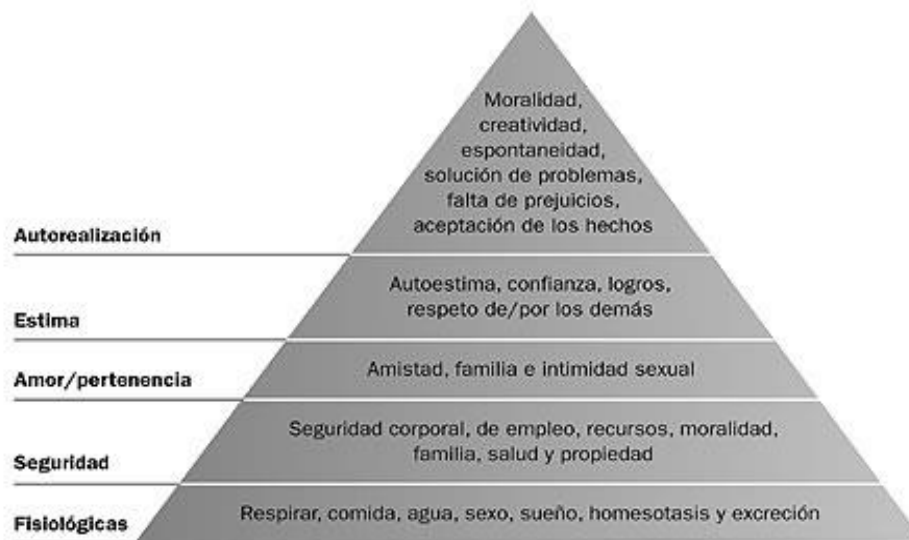 Moralidad,
creatividad,
espontaneidad,
solución de problemas,
falta de prejuicios,
aceptación de los hechos
Autorealización
Autoestima, confianza, logros,
respeto de/por los demás
Estima
Amistad, familia e intimidad sexual
Amor/pertenencia
Seguridad corporal, de empleo, recursos, moralidad,
familia, salud y propiedad
Seguridad
Respirar, comida, agua, sexo, sueño, homesotasis y excreción
Fisiológicas